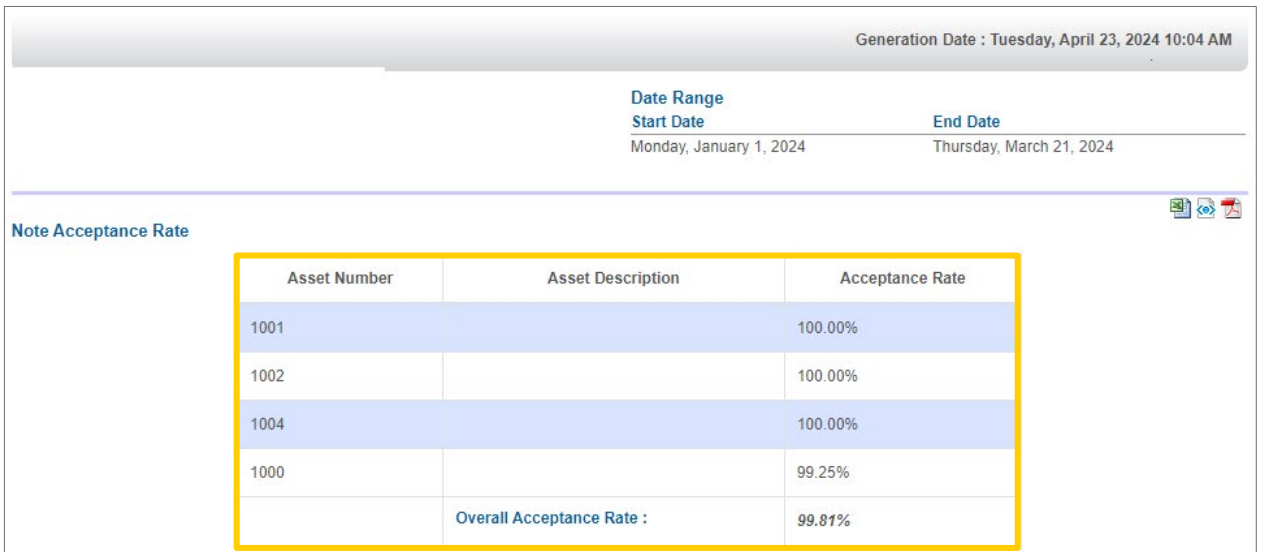 Generation Date : Tuesday, April 23, 2024 10:04 AM
Date Range
Start Date End Date
Monday, January 1, 2024 Thursday, March 21, 2024
Note Acceptance Rate
Asset Number Asset Description Acceptance Rate
1001 100.00%
1002 100.00%
1004 100.00%
1000 99.25%
Overall Acceptance Rate : 99.81%